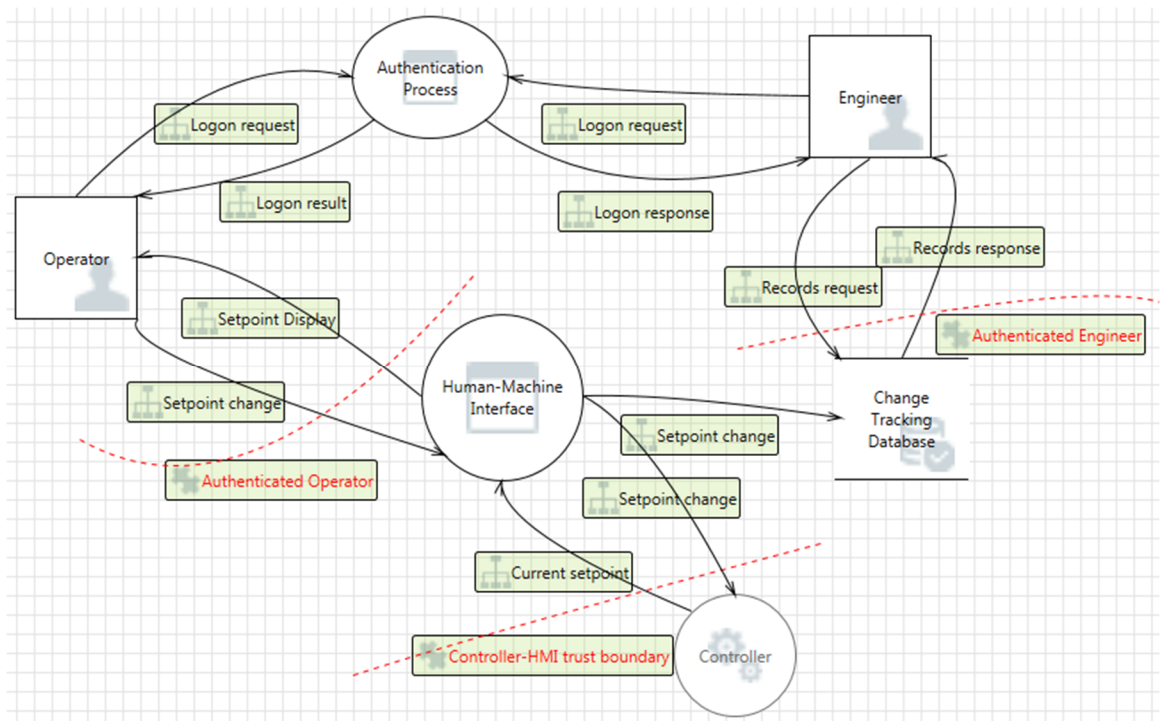 Authentication
Process
Engineer
Logon request
Logon request
Logon result
Logon response
Operator
Records response
Records request
Setpoint Display
Authenticated Engineer
Human-Machine
Interface
Setpoint change
Change
Tracking
Database
Setpoint change
Authenticated Operator
Setpoint change
Current setpoint
Controller-HMI trust boundary
Controller